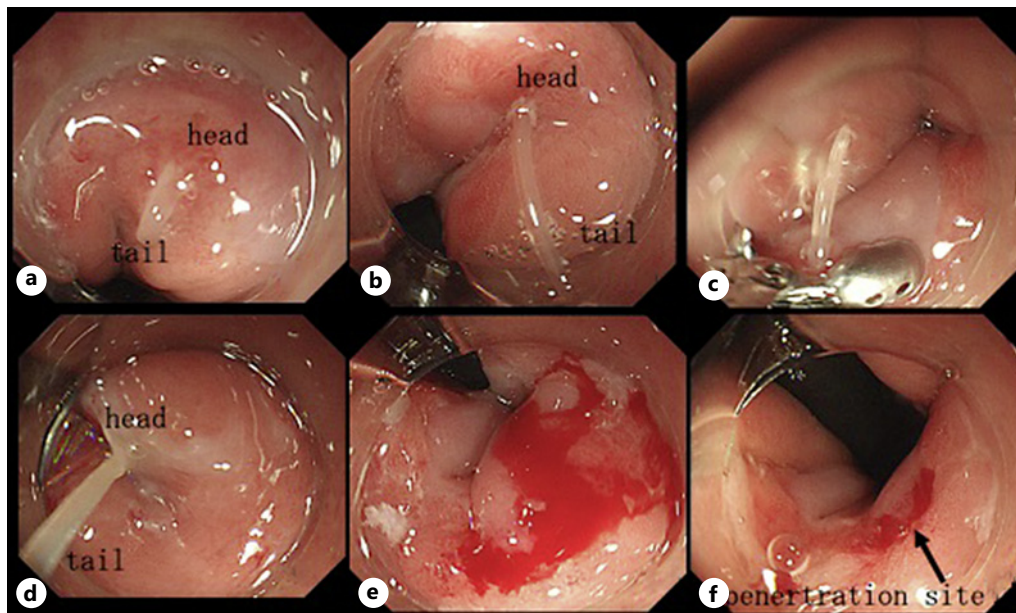 head
tail
a
head
tail
b
c
head
tail
d
e
penertration site
f